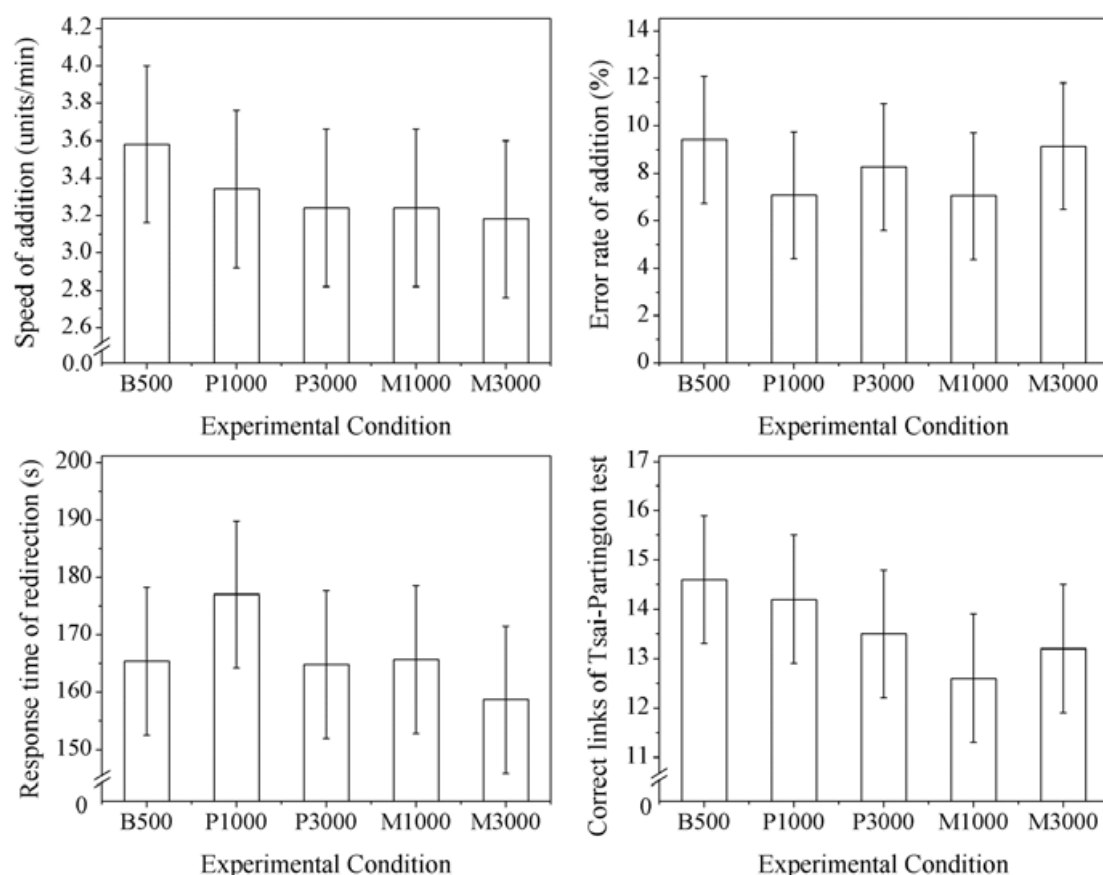 Speed of addition (units/min)
4.2
4.0
3.8
3.6
3.4
3.2
3.0
2.8
2.6
0.0
B500 P1000 P3000 M1000 M3000
Experimental Condition
Error rate of addition (%)
14
12
10
8
6
4
2
0
B500 P1000 P3000 M1000 M3000
Experimental Condition
Response time of redirection (s)
200
190
180
170
160
150
0
B500 P1000 P3000 M1000 M3000
Experimental Condition
Correct links of Tsai-Partington test
17
16
15
14
13
12
11
0
B500 P1000 P3000 M1000 M3000
Experimental Condition